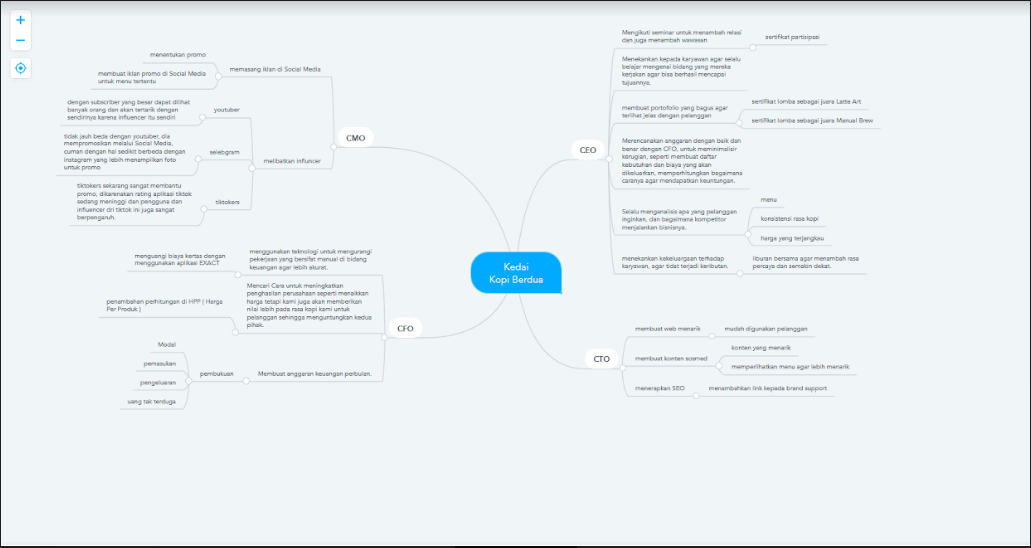 Kedai
Kopi Berdua
CMO
memasang iklan di Social Media
menentukan promo
membuat iklan promo di Social Media
untuk menu tertentu
melibatkan influncer
youtuber
dengan subscriber yang besar dapat dilihat
banyak orang dan akan tertarik dengan
sendirinya karena influencer itu sendiri
selebgram
tidak jauh beda dengan youtuber, dia
mempromosikan melalui Social Media,
cuman dengan hal sedikit berbeda dengan
instagram yang lebih menampilkan foto
untuk promo
tiktokers
tiktokers sekarang sangat membantu
promo, dikarenakan rating aplikasi tiktok
sedang meninggi dan pengguna dan
influencer dri tiktok ini juga sangat
berpengaruh.
CFO
menggunakan teknologi untuk mengurangi
pekerjaan yang bersifat manual di bidang
keuangan agar lebih akurat.
menguangi biaya kertas dengan
menggunakan aplikasi EXACT
Mencari Cara untuk meningkatkan
penghasilan perusahaan seperti menaikkan
harga tetapi kami juga akan memberikan
nilai lebih pada rasa kopi kami untuk
pelanggan sehingga menguntungkan kedua
pihak.
penambahan perhitungan di HPP ( Harga
Per Produk )
Membuat anggaran keuangan perbulan.
pembukuan
Modal
pemasukan
pengeluaran
uang tak terduga
CEO
Mengikuti seminar untuk menambah relasi
dan juga menambah wawasan
sertifikat partisipasi
Menekankan kepada karyawan agar selalu
belajar mengenai bidang yang mereka
kerjakan agar bisa berhasil mencapai
tujuannya.
membuat portofolio yang bagus agar
terlihat jelas dengan pelanggan
sertifikat lomba sebagai juara Latte Art
sertifikat lomba sebagai juara Manual Brew
Merencanakan anggaran dengan baik dan
benar dengan CFO, untuk meminimalisir
kerugian, seperti membuat daftar
kebutuhan dan biaya yang akan
dikeluarkan, memperhitungkan bagaimana
caranya agar mendapatkan keuntungan.
Selalu menganalisis apa yang pelanggan
inginkan, dan bagaimana kompetitor
menjalankan bisnisnya.
menu
konsistensi rasa kopi
harga yang terjangkau
menekankan kekeluargaan terhadap
karyawan, agar tidat terjadi keributan.
liburan bersama agar menambah rasa
percaya dan semakin dekat.
CTO
membuat web menarik
mudah digunakan pelanggan
membuat konten sosmed
konten yang menarik
memperlihatkan menu agar lebih menarik
menerapkan SEO
menambahkan link kepada brand support